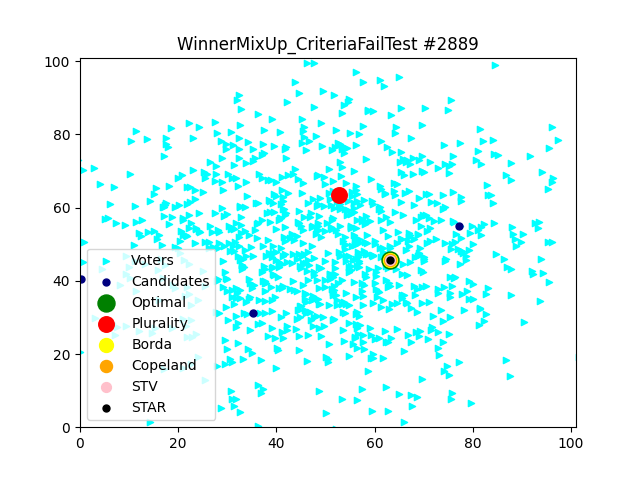 WinnerMixUp_CriteriaFailTest #2889
100
80
60
40
20
0
0 20 40 60 80 100
Voters
Candidates
Optimal
Plurality
Borda
Copeland
STV
STAR